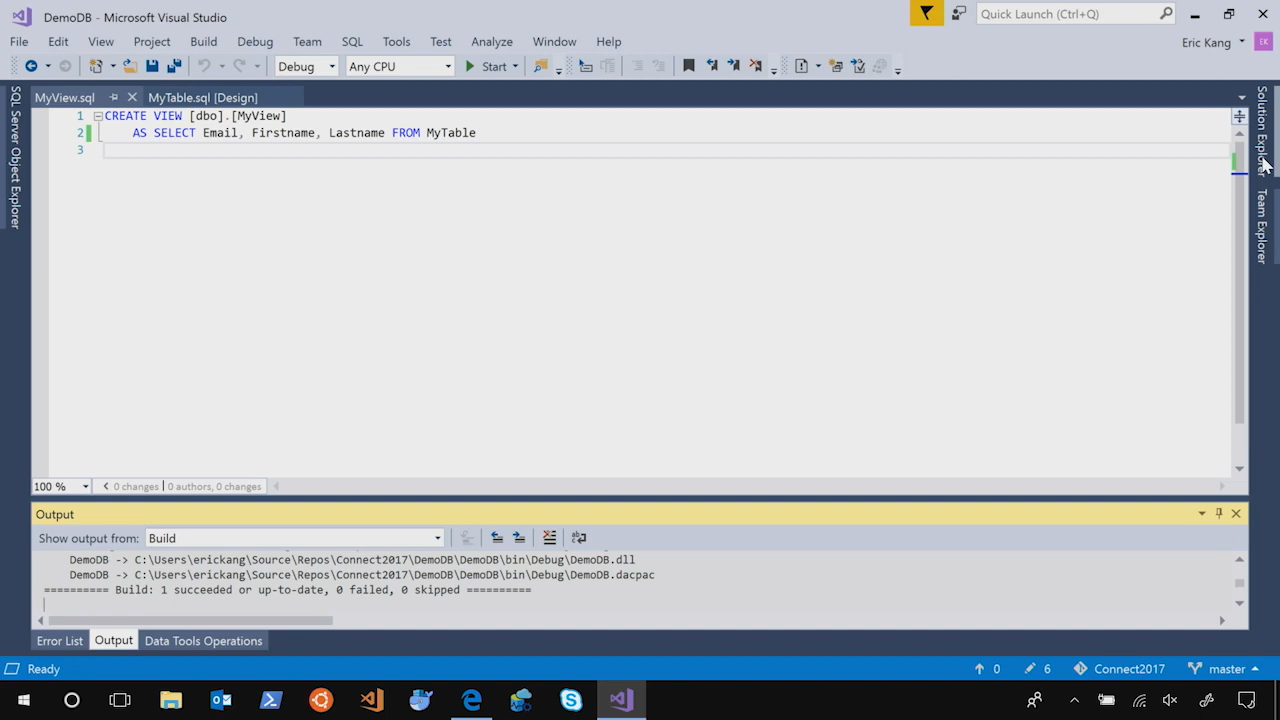 DemoDB - Microsoft Visual Studio
Quick Launch (Ctrl+Q)
File Edit View Project Build Debug Team SQL Tools Test Analyze Window Help
Eric Kang
EK
Debug
Any CPU
Start
SQL Server Object Explorer
MyView.sql
MyTable.sql [Design]
Solution Explorer
Team Explorer
1 CREATE VIEW [dbo].[MyView]
2 AS SELECT Email, Firstname, Lastname FROM MyTable
3
100 %
0 changes | 0 authors, 0 changes
Output
Show output from: Build
DemoDB -> C:\Users\erickang\Source\Repos\Connect2017\DemoDB\DemoDB\bin\Debug\DemoDB.dll
DemoDB -> C:\Users\erickang\Source\Repos\Connect2017\DemoDB\DemoDB\bin\Debug\DemoDB.dacpac
========== Build: 1 succeeded or up-to-date, 0 failed, 0 skipped ==========
Error List Output Data Tools Operations
Ready
0 6 Connect2017 master